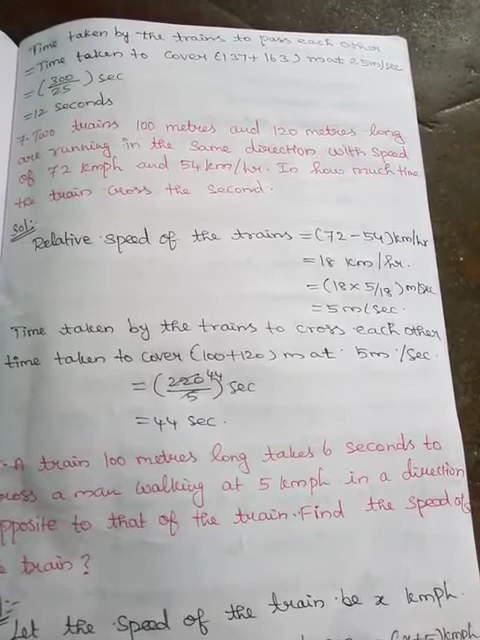 Time taken by the trains to pass each other
= Time taken to cover (137+163) m at 25 m/sec
= (300/25) sec
= 12 seconds
7. Two trains 100 metres and 120 metres long
are running in the same direction with speed
of 72 kmph and 54 km/hr. In how much time
the train cross the second.
Sol:-
Relative speed of the trains = (72-54) km/hr
= 18 km/hr.
= (18 × 5/18) m/sec
= 5 m/sec.
Time taken by the trains to cross each other
time taken to cover (100+120) m at 5m/sec.
= (220/5) 44 sec
= 44 sec.
A train 100 metres long takes 6 seconds to
cross a man walking at 5 kmph in a direction
opposite to that of the train. Find the speed of
train?
Let the speed of the train be x kmph.
kmph